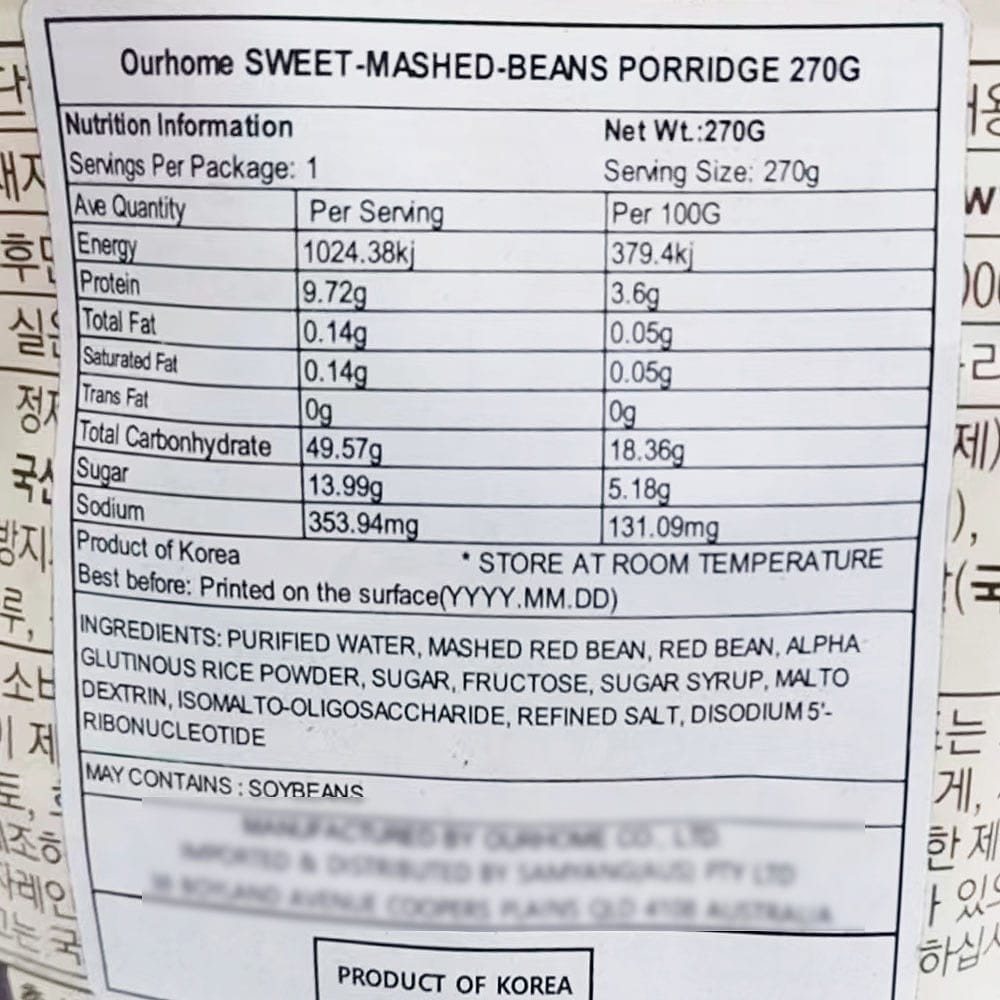 Ourhome SWEET-MASHED-BEANS PORRIDGE 270G
Nutrition Information Net Wt.:270G
Servings Per Package: 1 Serving Size: 270g
Ave Quantity Per Serving Per 100G
Energy 1024.38kj 379.4kj
Protein 9.72g 3.6g
Total Fat 0.14g 0.05g
Saturated Fat 0.14g 0.05g
Trans Fat 0g 0g
Total Carbonhydrate 49.57g 18.36g
Sugar 13.99g 5.18g
Sodium 353.94mg 131.09mg
Product of Korea * STORE AT ROOM TEMPERATURE
Best before: Printed on the surface(YYYY.MM.DD)
INGREDIENTS: PURIFIED WATER, MASHED RED BEAN, RED BEAN, ALPHA-
GLUTINOUS RICE POWDER, SUGAR, FRUCTOSE, SUGAR SYRUP, MALTO
DEXTRIN, ISOMALTO-OLIGOSACCHARIDE, REFINED SALT, DISODIUM 5'-
RIBONUCLEOTIDE
MAY CONTAINS : SOYBEANS
PRODUCT OF KOREA